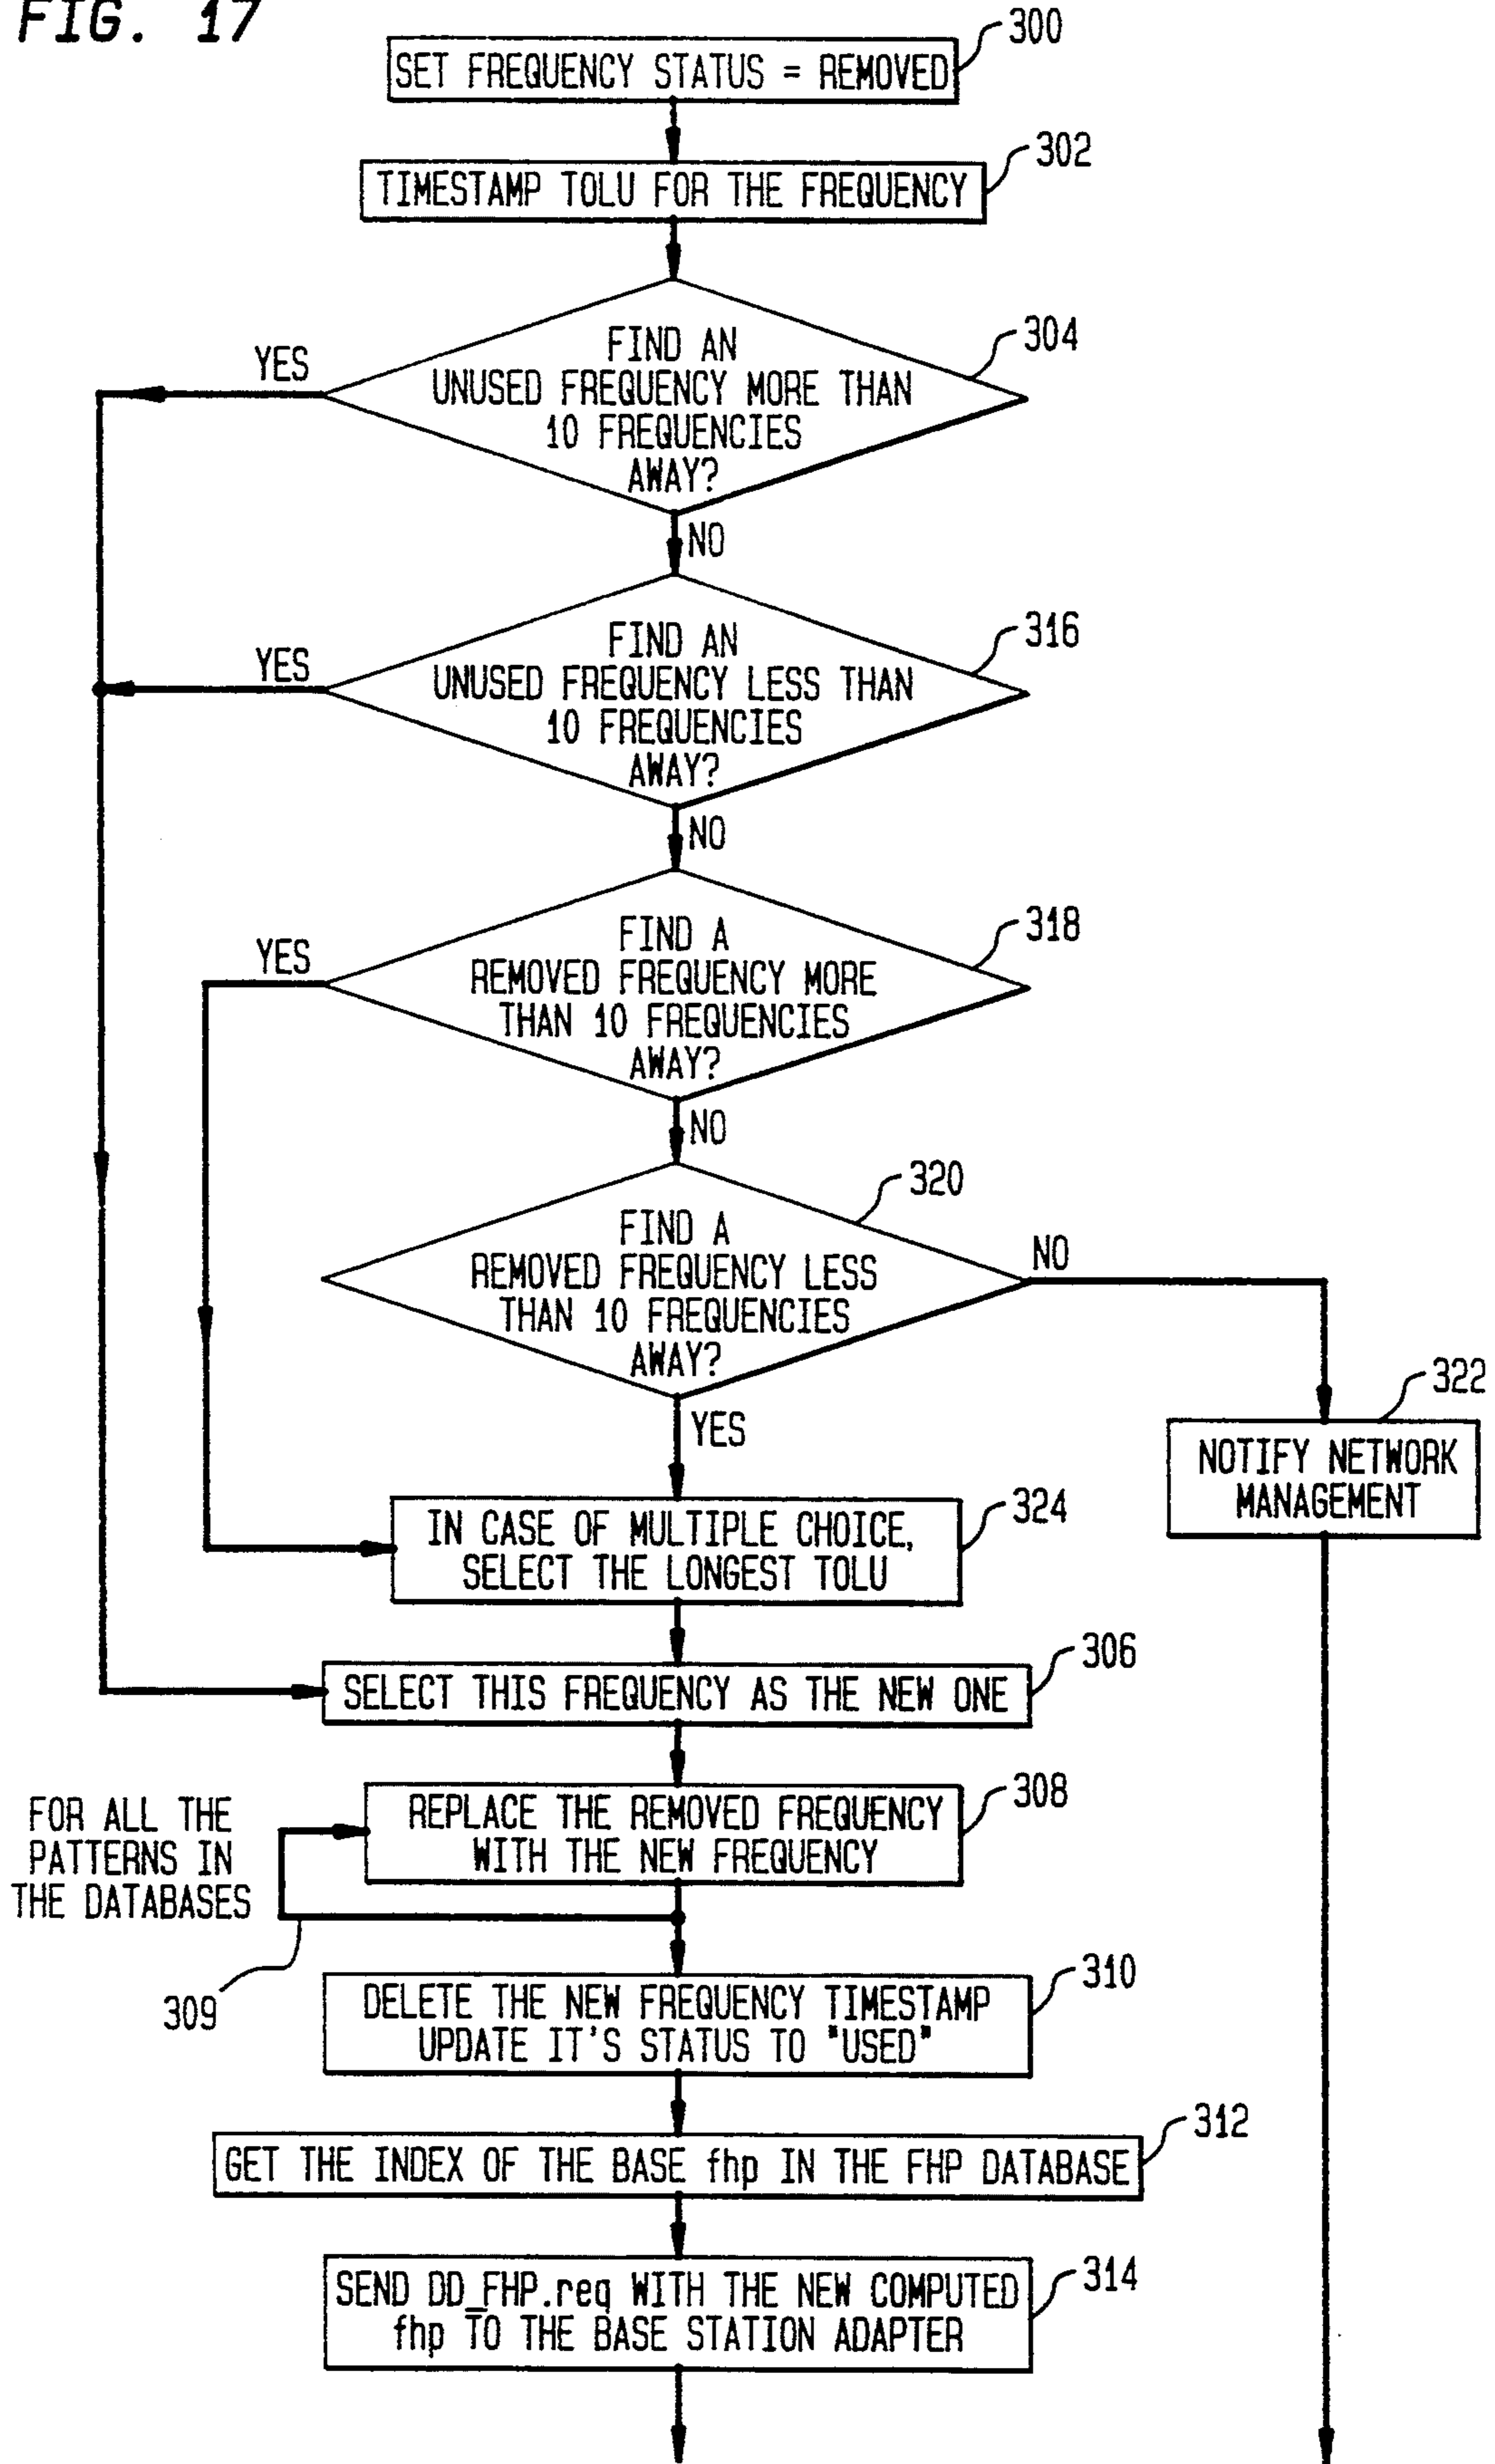 FIG. 17
300
SET FREQUENCY STATUS = REMOVED
302
TIMESTAMP TOLU FOR THE FREQUENCY
304
YES
FIND AN
UNUSED FREQUENCY MORE THAN
10 FREQUENCIES
AWAY?
NO
316
YES
FIND AN
UNUSED FREQUENCY LESS THAN
10 FREQUENCIES
AWAY?
NO
318
YES
FIND A
REMOVED FREQUENCY MORE
THAN 10 FREQUENCIES
AWAY?
NO
320
FIND A
REMOVED FREQUENCY LESS
THAN 10 FREQUENCIES
AWAY?
NO
YES
322
NOTIFY NETWORK
MANAGEMENT
324
IN CASE OF MULTIPLE CHOICE,
SELECT THE LONGEST TOLU
306
SELECT THIS FREQUENCY AS THE NEW ONE
308
FOR ALL THE
PATTERNS IN
THE DATABASES
REPLACE THE REMOVED FREQUENCY
WITH THE NEW FREQUENCY
309
310
DELETE THE NEW FREQUENCY TIMESTAMP
UPDATE IT'S STATUS TO "USED"
312
GET THE INDEX OF THE BASE fhp IN THE FHP DATABASE
314
SEND DD_FHP.req WITH THE NEW COMPUTED
fhp TO THE BASE STATION ADAPTER